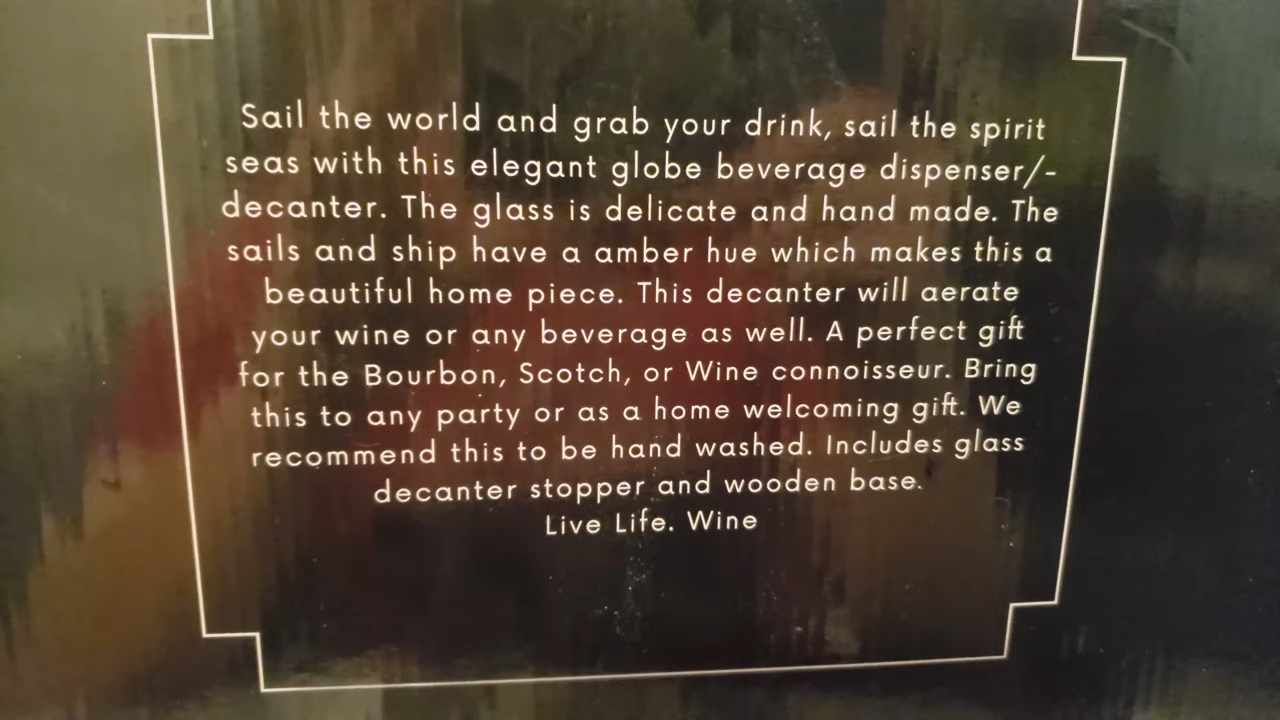 Sail the world and grab your drink, sail the spirit
seas with this elegant globe beverage dispenser/-
decanter. The glass is delicate and hand made. The
sails and ship have a amber hue which makes this a
beautiful home piece. This decanter will aerate
your wine or any beverage as well. A perfect gift
for the Bourbon, Scotch, or Wine connoisseur. Bring
this to any party or as a home welcoming gift. We
recommend this to be hand washed. Includes glass
decanter stopper and wooden base.
Live Life. Wine